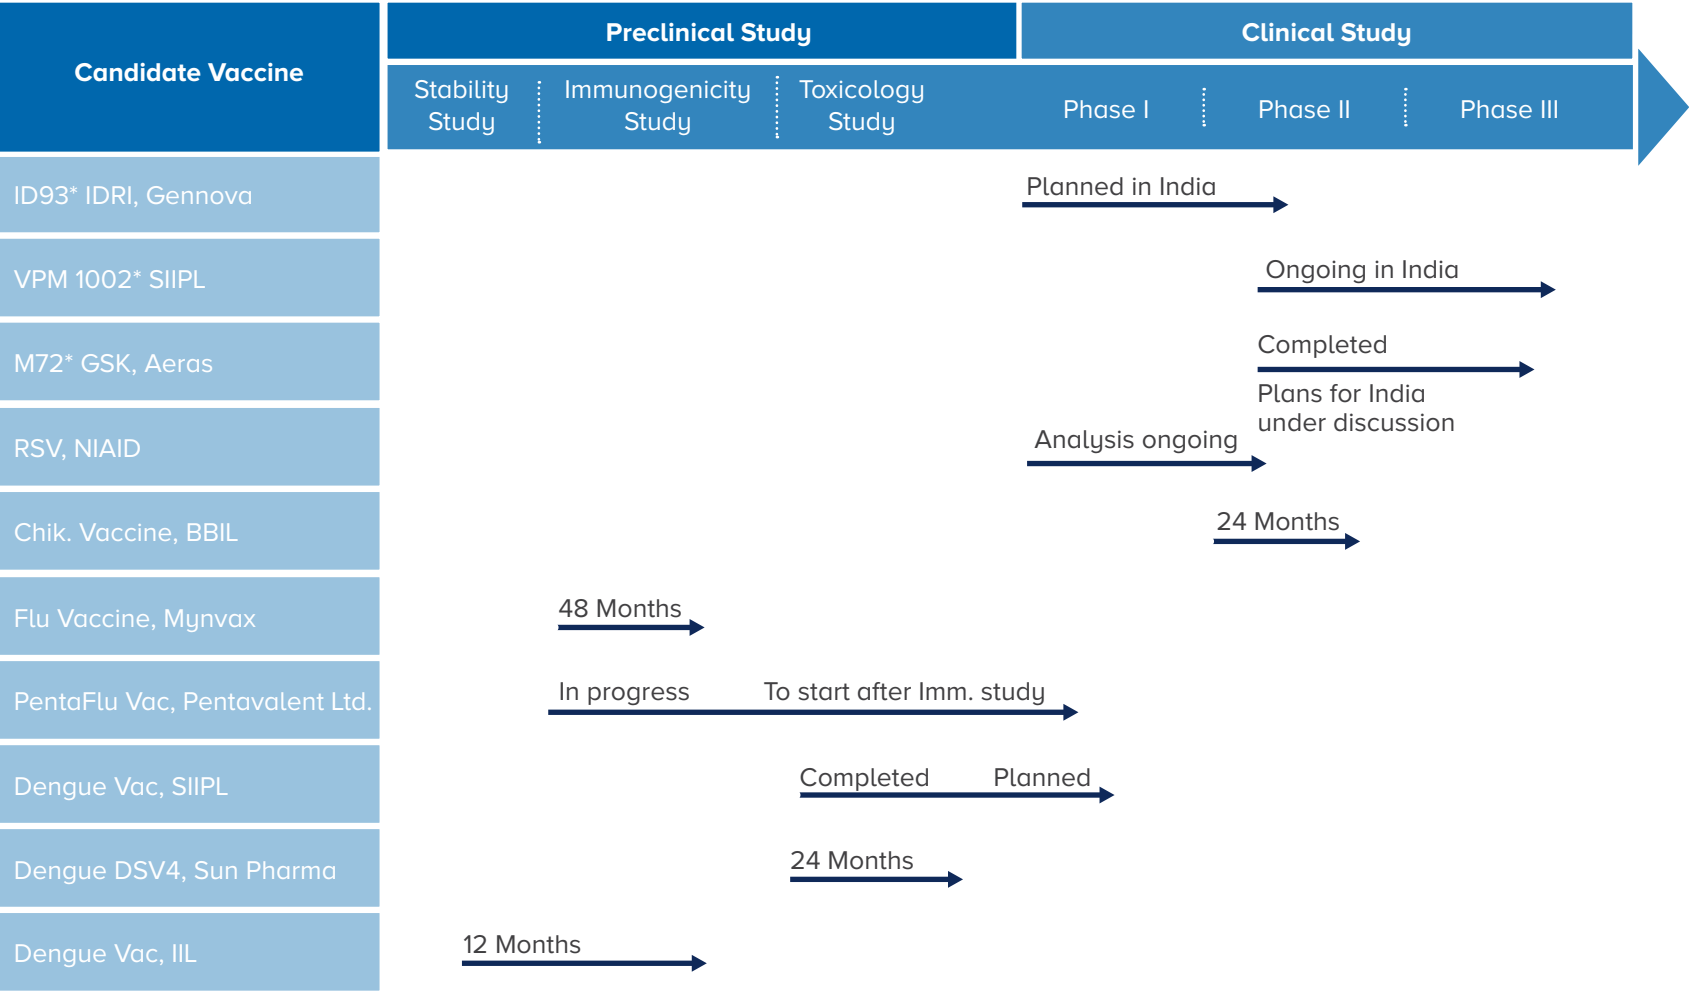 Candidate Vaccine
Preclinical Study
Clinical Study
Stability
Study
Immunogenicity
Study
Toxicology
Study
Phase I
Phase II
Phase III
ID93* IDRI, Gennova
Planned in India
VPM 1002* SIIPL
Ongoing in India
M72* GSK, Aeras
Completed
Plans for India
under discussion
RSV, NIAID
Analysis ongoing
Chik. Vaccine, BBIL
24 Months
Flu Vaccine, Mynvax
48 Months
PentaFlu Vac, Pentavalent Ltd.
In progress
To start after Imm. study
Dengue Vac, SIIPL
Completed
Planned
Dengue DSV4, Sun Pharma
24 Months
Dengue Vac, IIL
12 Months